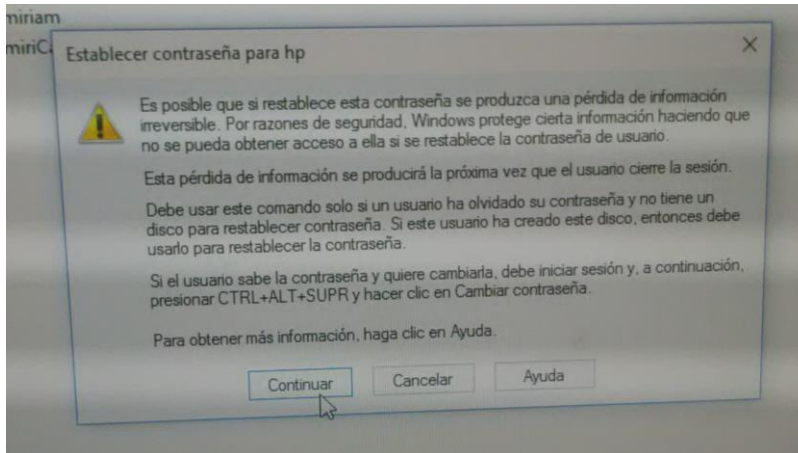 miriam
miriC
Establecer contraseña para hp
Es posible que si restablece esta contraseña se produzca una pérdida de información
irreversible. Por razones de seguridad, Windows protege cierta información haciendo que
no se pueda obtener acceso a ella si se restablece la contraseña de usuario.
Esta pérdida de información se producirá la próxima vez que el usuario cierre la sesión.
Debe usar este comando solo si un usuario ha olvidado su contraseña y no tiene un
disco para restablecer contraseña. Si este usuario ha creado este disco, entonces debe
usarlo para restablecer la contraseña.
Si el usuario sabe la contraseña y quiere cambiarla, debe iniciar sesión y, a continuación,
presionar CTRL+ALT+SUPR y hacer clic en Cambiar contraseña.
Para obtener más información, haga clic en Ayuda.
Continuar Cancelar Ayuda